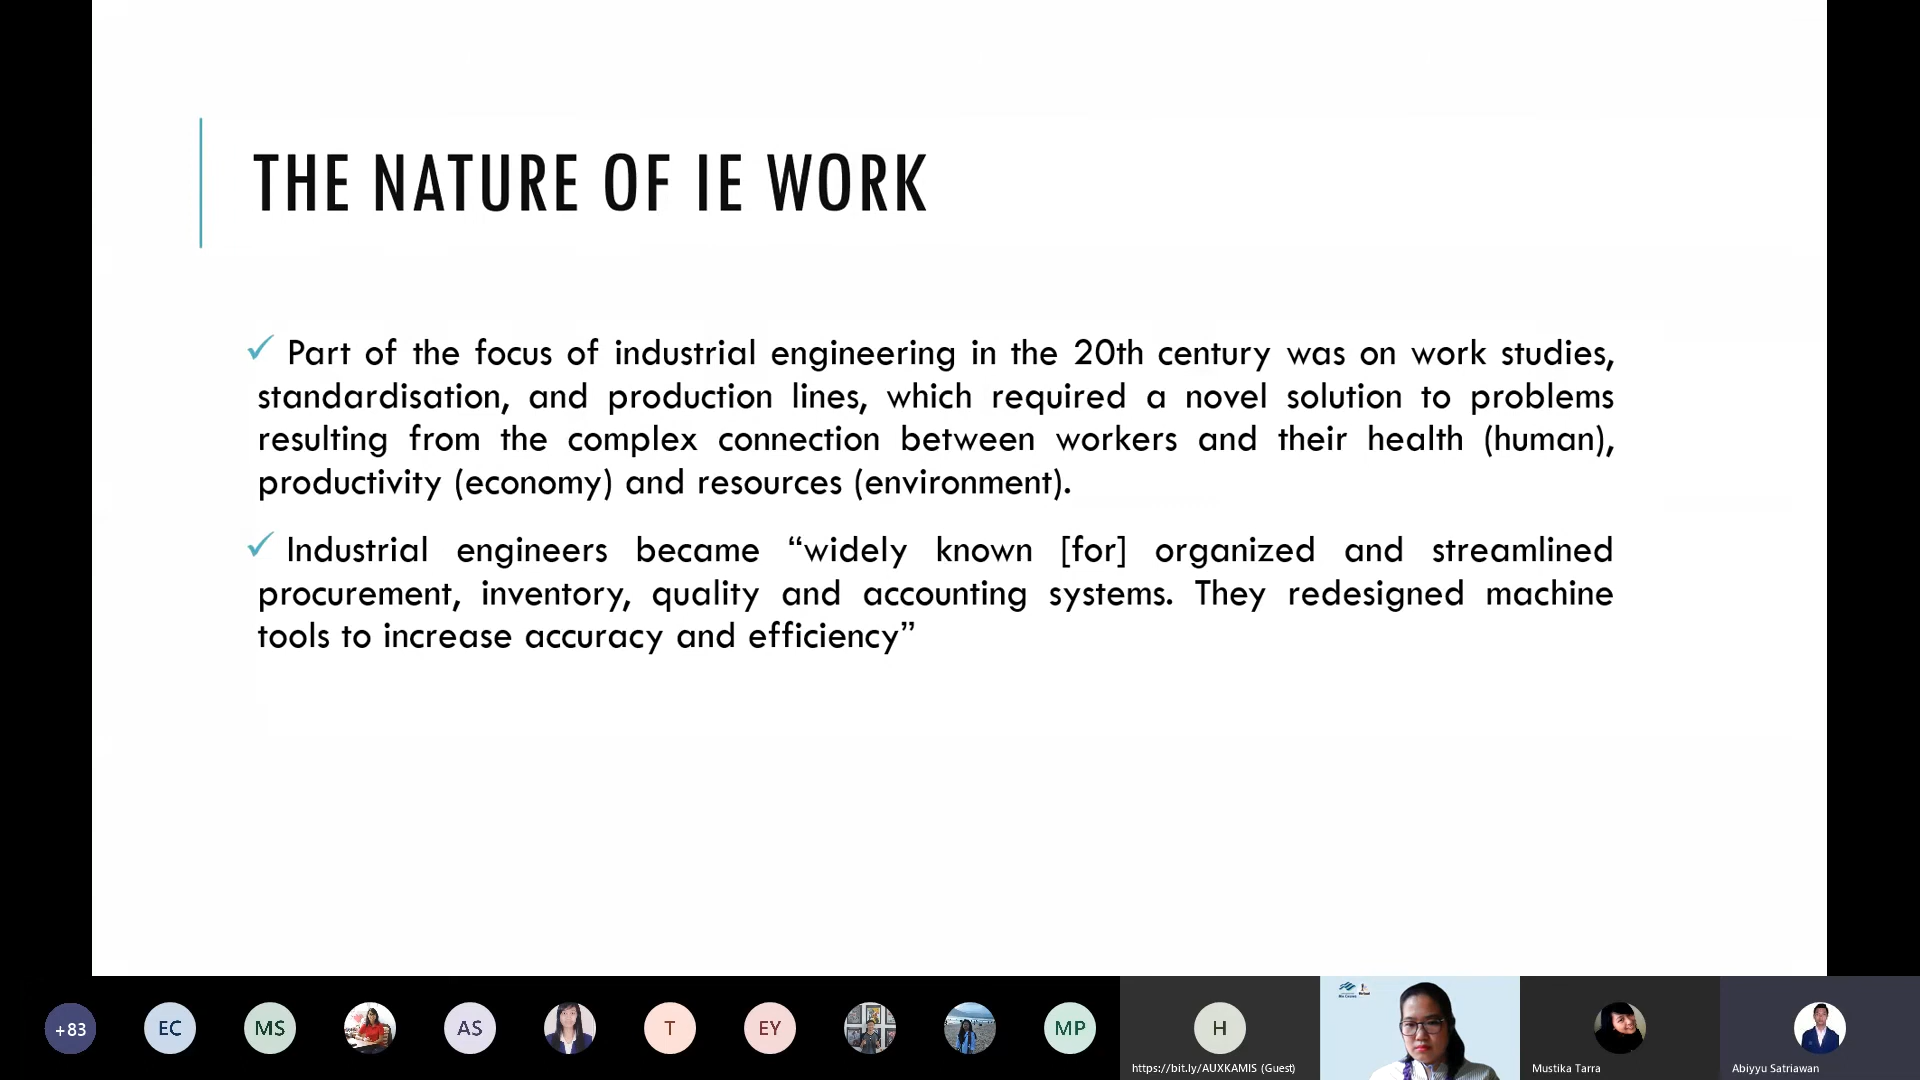 THE NATURE OF IE WORK
Part of the focus of industrial engineering in the 20th century was on work studies,
standardisation, and production lines, which required a novel solution to problems
resulting from the complex connection between workers and their health (human),
productivity (economy) and resources (environment).
Industrial engineers became “widely known [for] organized and streamlined
procurement, inventory, quality and accounting systems. They redesigned machine
tools to increase accuracy and efficiency”
+83
EC
MS
AS
T
EY
MP
H
https://bit.ly/AUXKAMIS (Guest)
Mustika Tarra
Abiyyu Satriawan